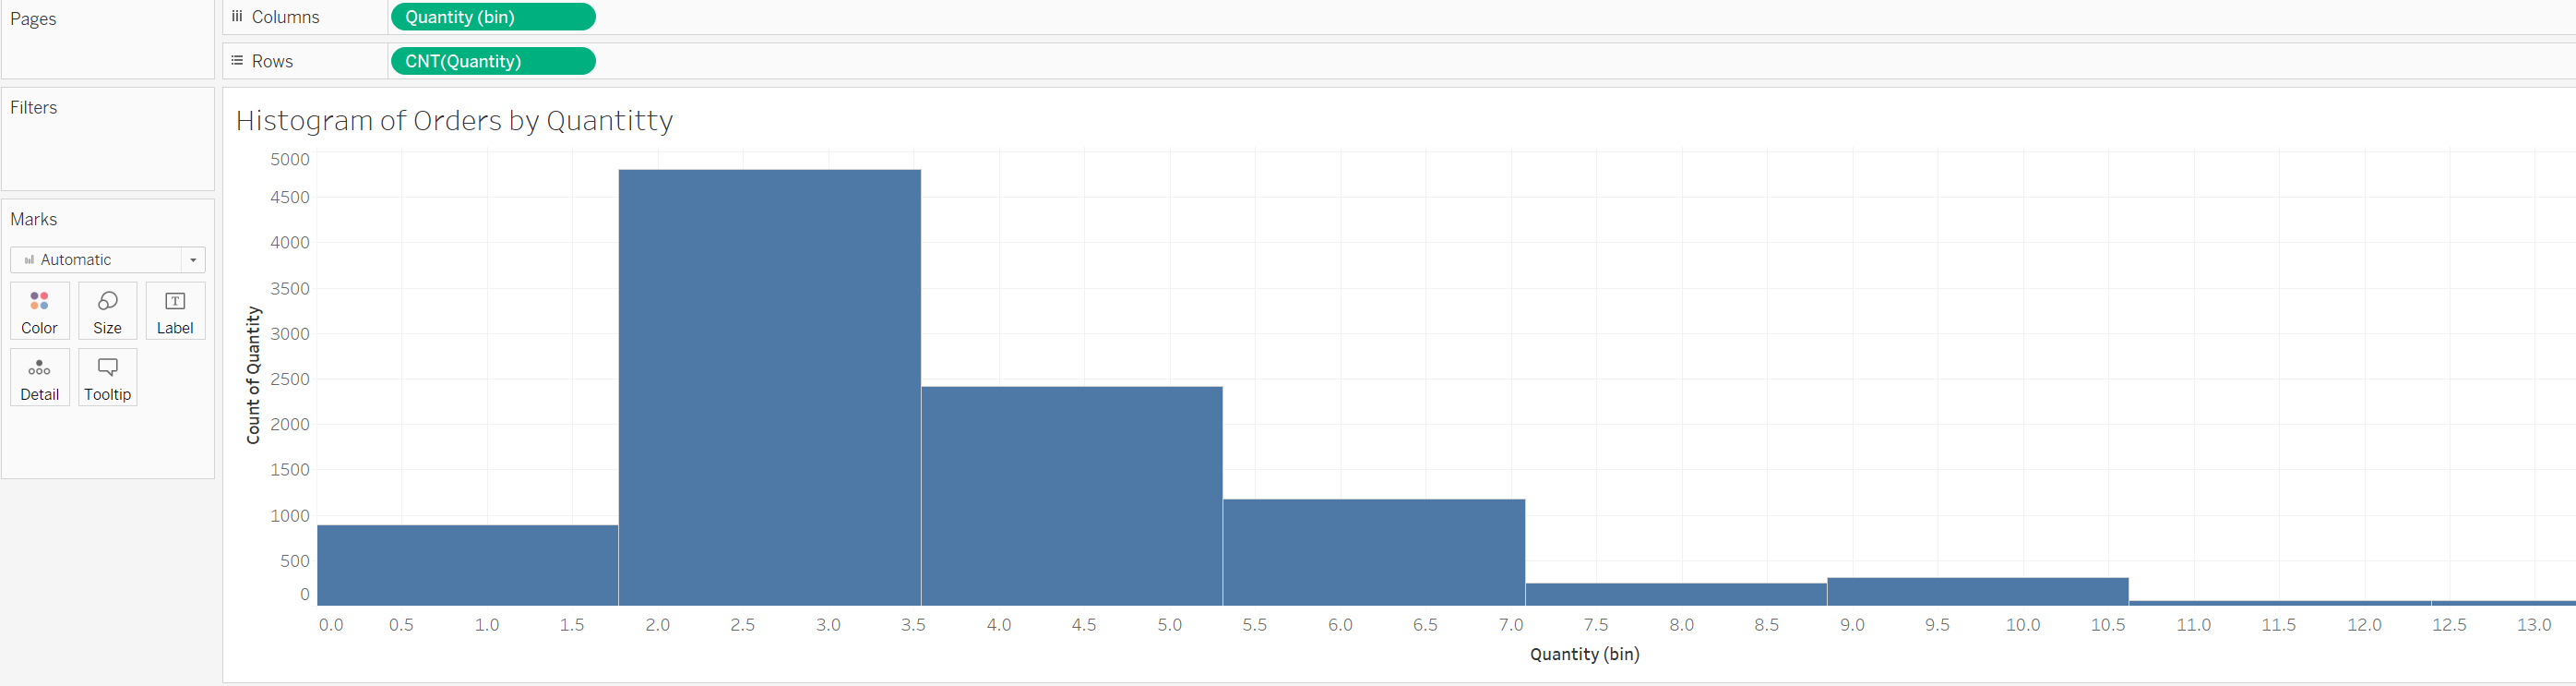 Pages
Columns
Quantity (bin)
Rows
CNT(Quantity)
Filters
Marks
Automatic
Color
Size
Label
Detail
Tooltip
Histogram of Orders by Quantitty
5000
4500
4000
3500
3000
2500
2000
1500
1000
500
0
Count of Quantity
0.0 0.5 1.0 1.5 2.0 2.5 3.0 3.5 4.0 4.5 5.0 5.5 6.0 6.5 7.0 7.5 8.0 8.5 9.0 9.5 10.0 10.5 11.0 11.5 12.0 12.5 13.0
Quantity (bin)